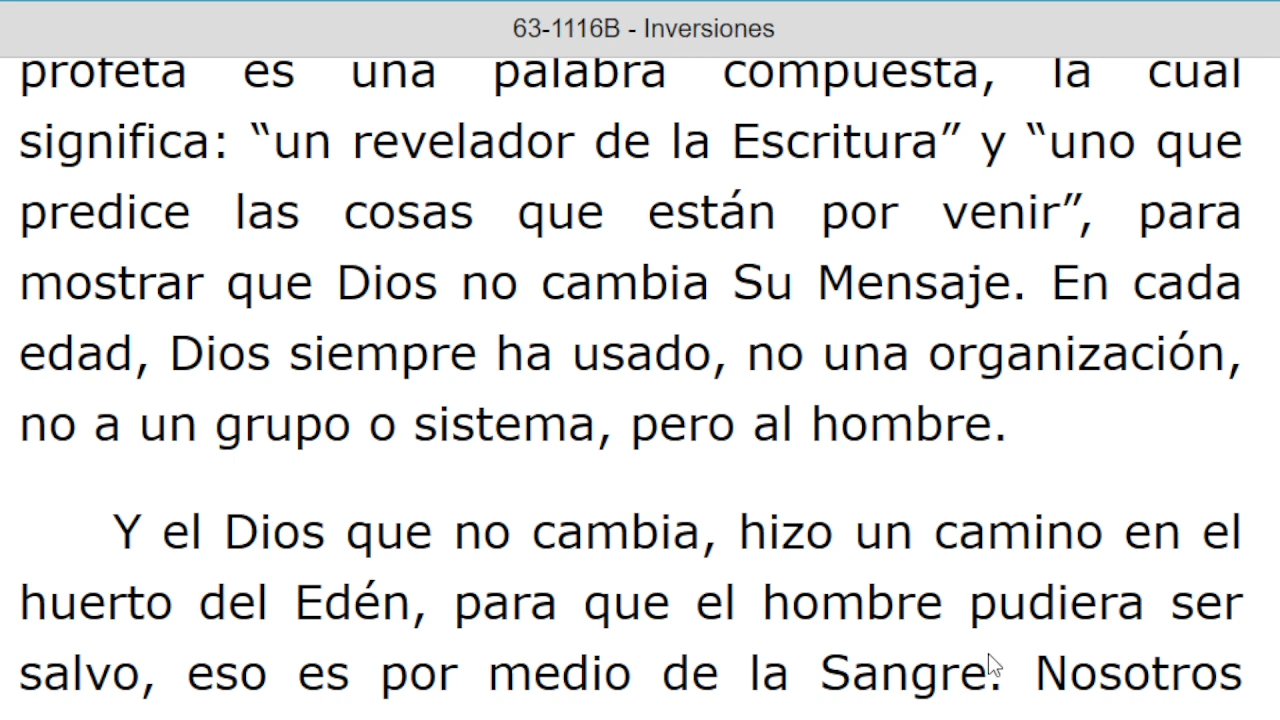 63-1116B - Inversiones
profeta es una palabra compuesta, la cual
significa: “un revelador de la Escritura” y “uno que
predice las cosas que están por venir”, para
mostrar que Dios no cambia Su Mensaje. En cada
edad, Dios siempre ha usado, no una organización,
no a un grupo o sistema, pero al hombre.
Y el Dios que no cambia, hizo un camino en el
huerto del Edén, para que el hombre pudiera ser
salvo, eso es por medio de la Sangre. Nosotros